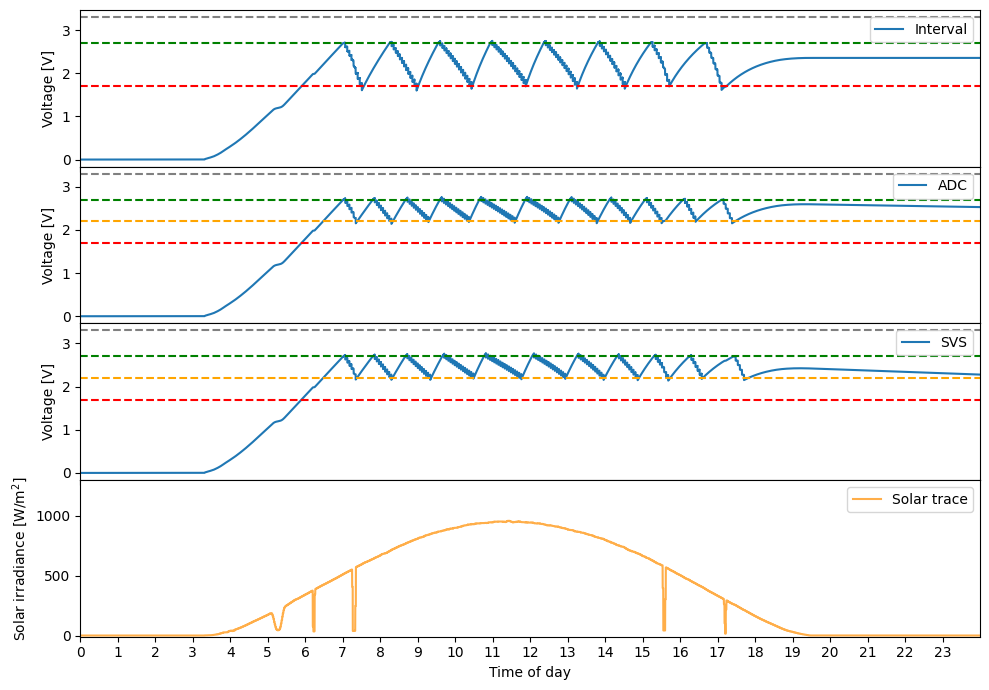 3
2
1
0
Voltage [V]
Interval
3
2
1
0
Voltage [V]
ADC
3
2
1
0
Voltage [V]
SVS
1000
500
0
Solar irradiance [W/m²]
Solar trace
0 1 2 3 4 5 6 7 8 9 10 11 12 13 14 15 16 17 18 19 20 21 22 23
Time of day